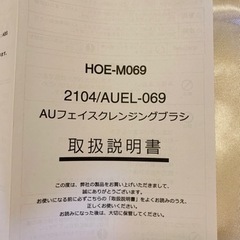 HOE-M069
2104/AUEL-069
AUフェイスクレンジングブラシ
取扱説明書
この度は、弊社の製品をお買い上げいただきまして、
誠にありがとうございます。
お使いになる前に必ずこちらの「取扱説明書」をよくお読みのうえ、
正しくお使いください。
お読みになった後は、大切に保管してください。